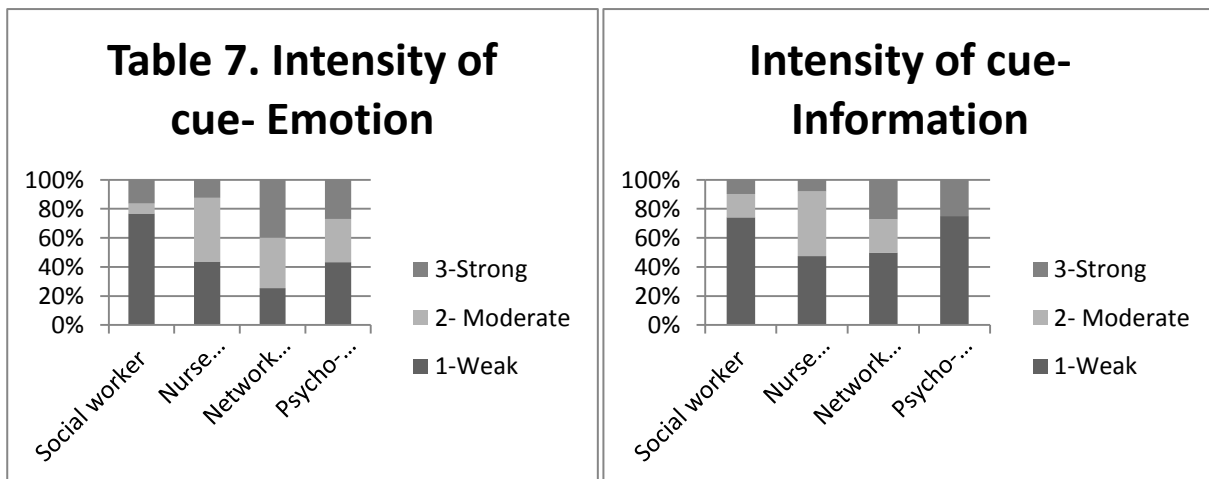 Table 7. Intensity of
cue- Emotion
100%
80%
60%
40%
20%
0%
3-Strong
2- Moderate
1-Weak
Social worker
Nurse...
Network...
Psycho-...
Intensity of cue-
Information
100%
80%
60%
40%
20%
0%
3-Strong
2- Moderate
1-Weak
Social worker
Nurse...
Network...
Psycho-...